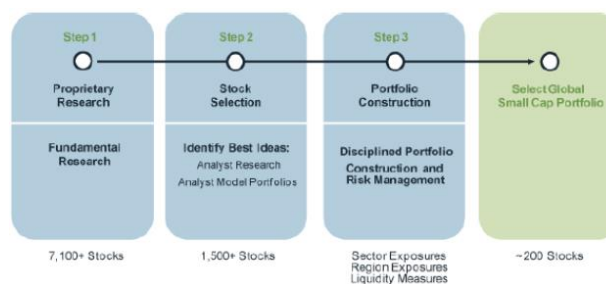 Step 1
Proprietary
Research
Fundamental
Research
7,100+ Stocks
Step 2
Stock
Selection
Identify Best Ideas:
Analyst Research
Analyst Model Portfolios
1,500+ Stocks
Step 3
Portfolio
Construction
Disciplined Portfolio
Construction and
Risk Management
Sector Exposures
Region Exposures
Liquidity Measures
Select Global
Small Cap Portfolio
~200 Stocks